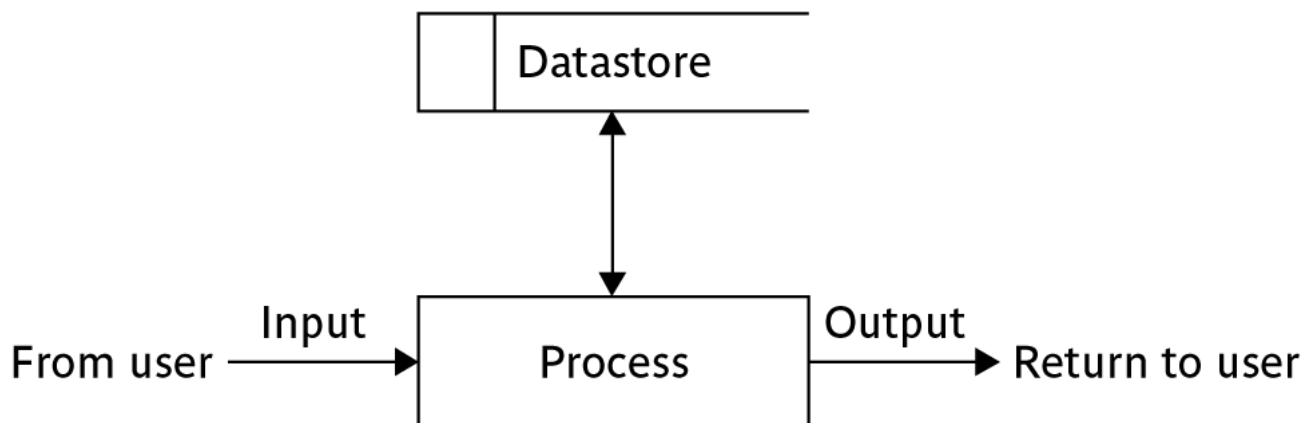 Datastore
Input
Output
From user
Process
Return to user